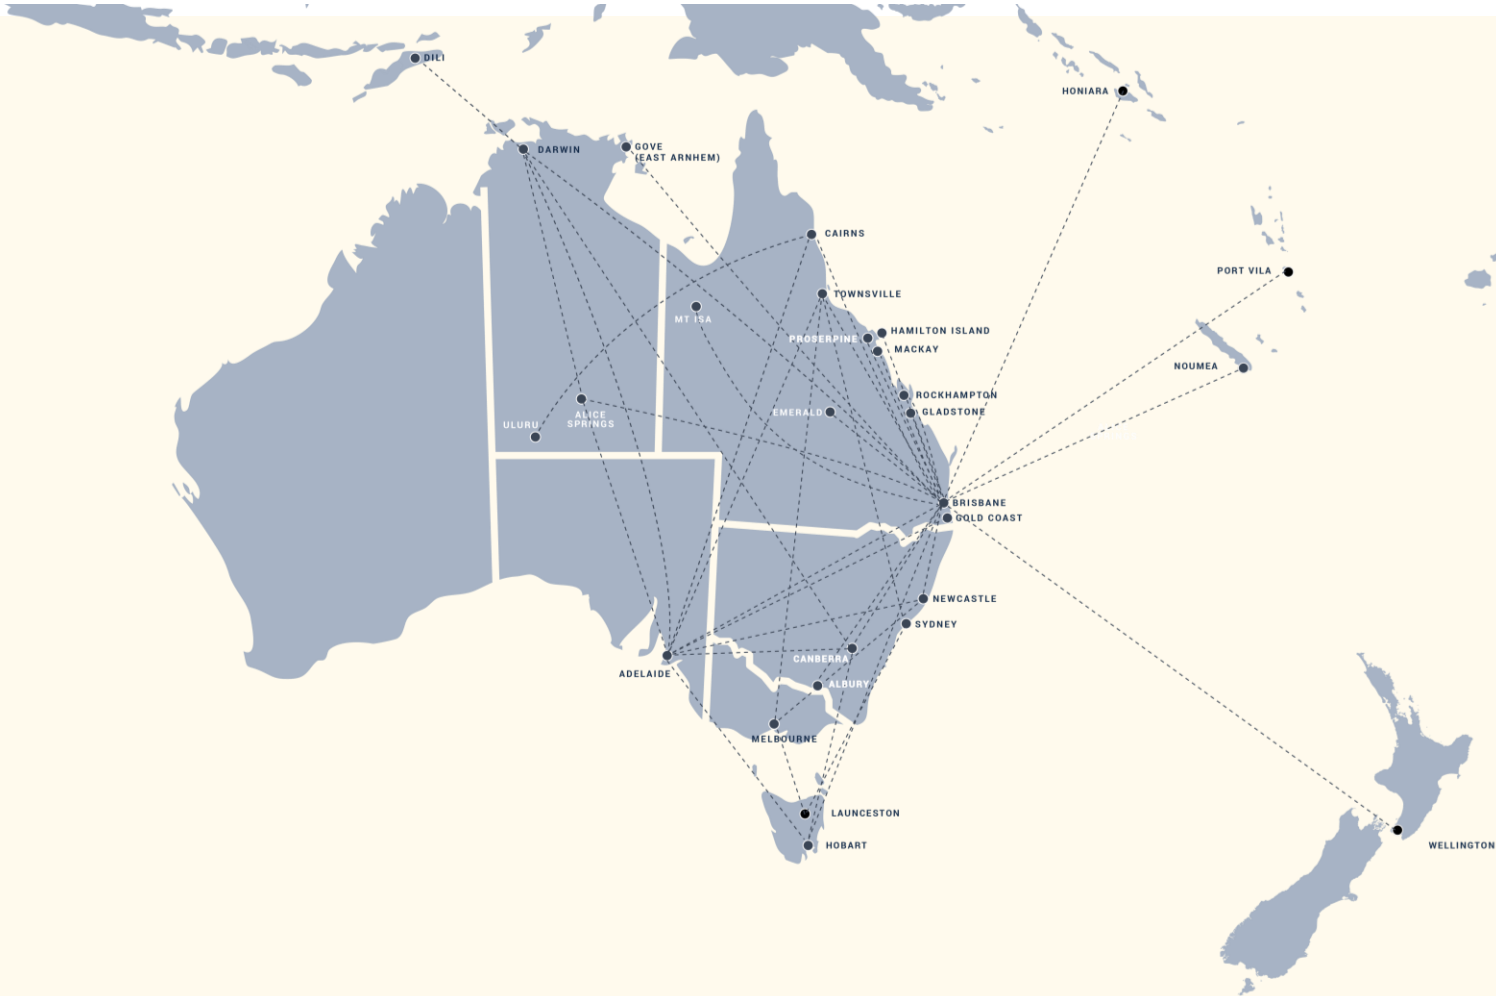 DILI
HONIARA
DARWIN
GOVE
(EAST ARNHEM)
CAIRNS
PORT VILA
TOWNSVILLE
MT ISA
HAMILTON ISLAND
PROSERPINE
MACKAY
NOUMEA
ROCKHAMPTON
EMERALD
GLADSTONE
ALICE
SPRINGS
ULURU
BRISBANE
GOLD COAST
NEWCASTLE
SYDNEY
CANBERRA
ADELAIDE
ALBURY
MELBOURNE
LAUNCESTON
HOBART
WELLINGTON